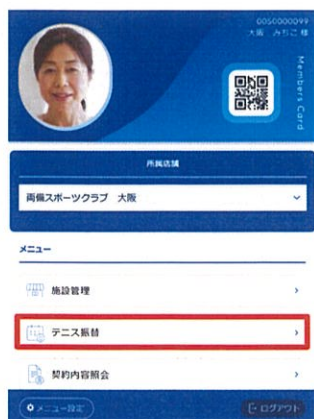 0050000099
大阪 みちこ 様
Members Card
所属店舗
両備スポーツクラブ 大阪
メニュー
施設管理
テニス振替
契約内容照会
メニュー設定
ログアウト